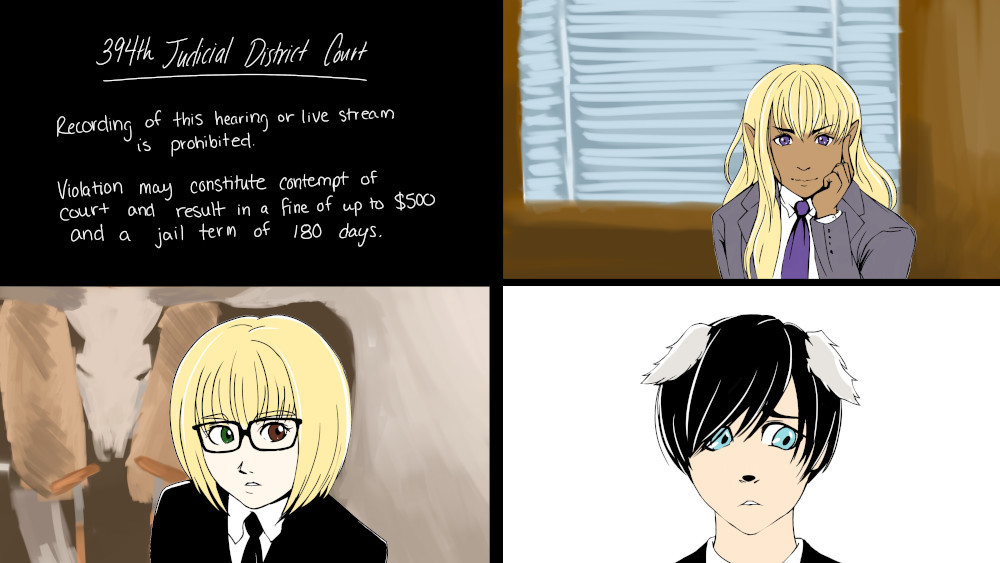 394th Judicial District Court
Recording of this hearing or live stream
is prohibited.
Violation may constitute contempt of
court and result in a fine of up to $500
and a jail term of 180 days.